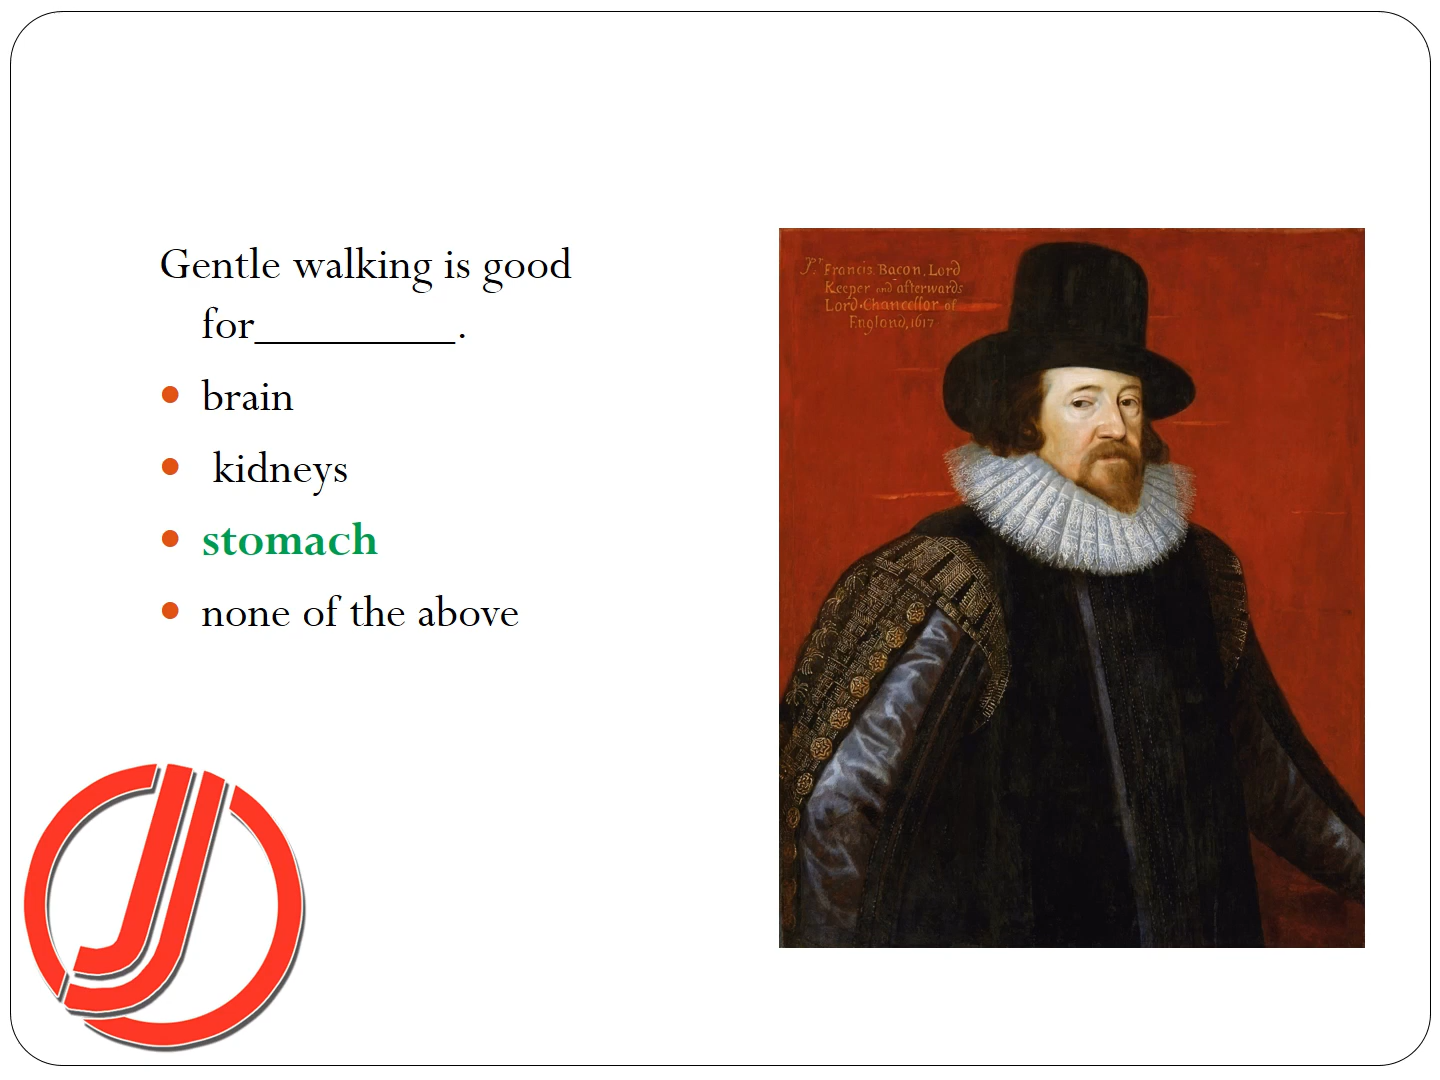 Gentle walking is good
for_________.
brain
kidneys
stomach
none of the above
Sr Francis Bacon, Lord
Keeper and afterwards
Lord Chancellor of
England, 1617